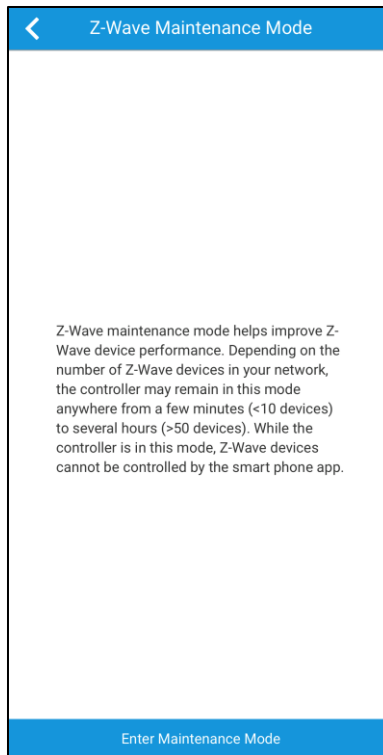 Z-Wave Maintenance Mode
Z-Wave maintenance mode helps improve Z-
Wave device performance. Depending on the
number of Z-Wave devices in your network,
the controller may remain in this mode
anywhere from a few minutes (<10 devices)
to several hours (>50 devices). While the
controller is in this mode, Z-Wave devices
cannot be controlled by the smart phone app.
Enter Maintenance Mode